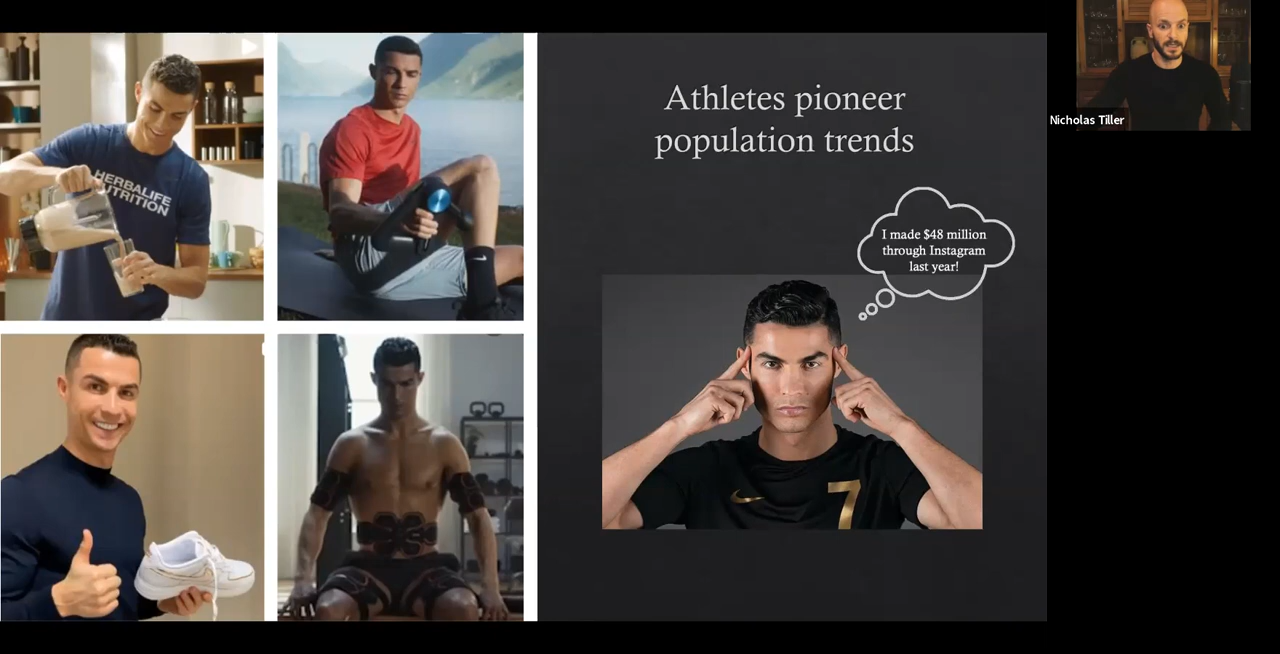 HERBALIFE
NUTRITION
Athletes pioneer
population trends
I made $48 million
through Instagram
last year!
7
Nicholas Tiller